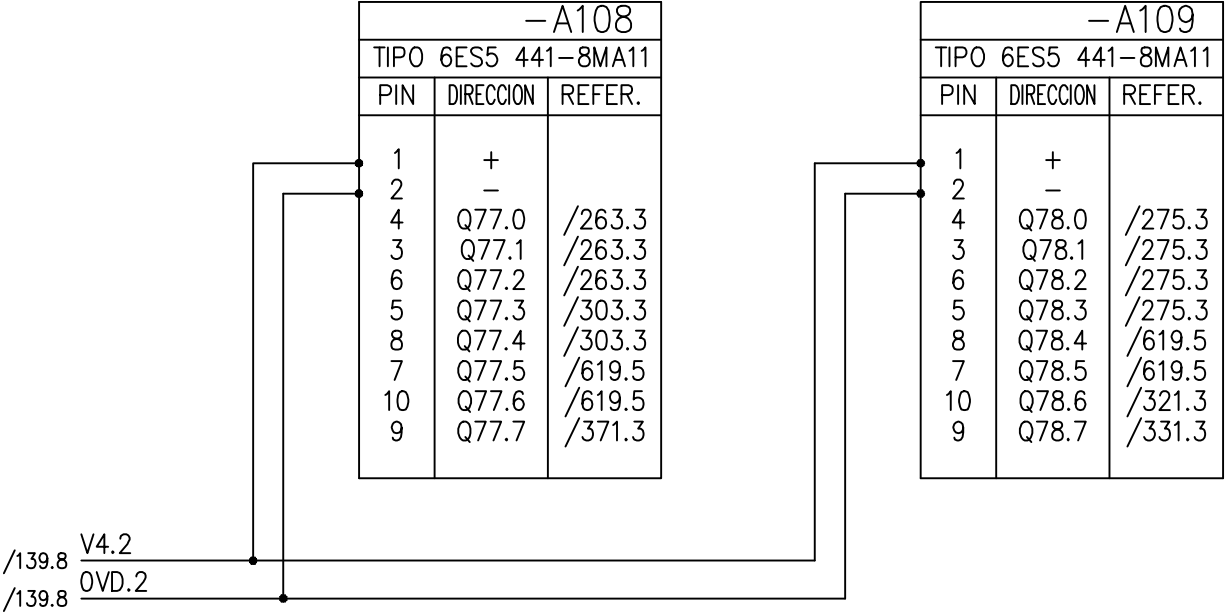 -A108
TIPO 6ES5 441-8MA11
PIN DIRECCION REFER.
1 +
2 -
4 Q77.0 /263.3
3 Q77.1 /263.3
6 Q77.2 /263.3
5 Q77.3 /303.3
8 Q77.4 /303.3
7 Q77.5 /619.5
10 Q77.6 /619.5
9 Q77.7 /371.3
-A109
TIPO 6ES5 441-8MA11
PIN DIRECCION REFER.
1 +
2 -
4 Q78.0 /275.3
3 Q78.1 /275.3
6 Q78.2 /275.3
5 Q78.3 /275.3
8 Q78.4 /619.5
7 Q78.5 /619.5
10 Q78.6 /321.3
9 Q78.7 /331.3
/139.8 V4.2
/139.8 0VD.2